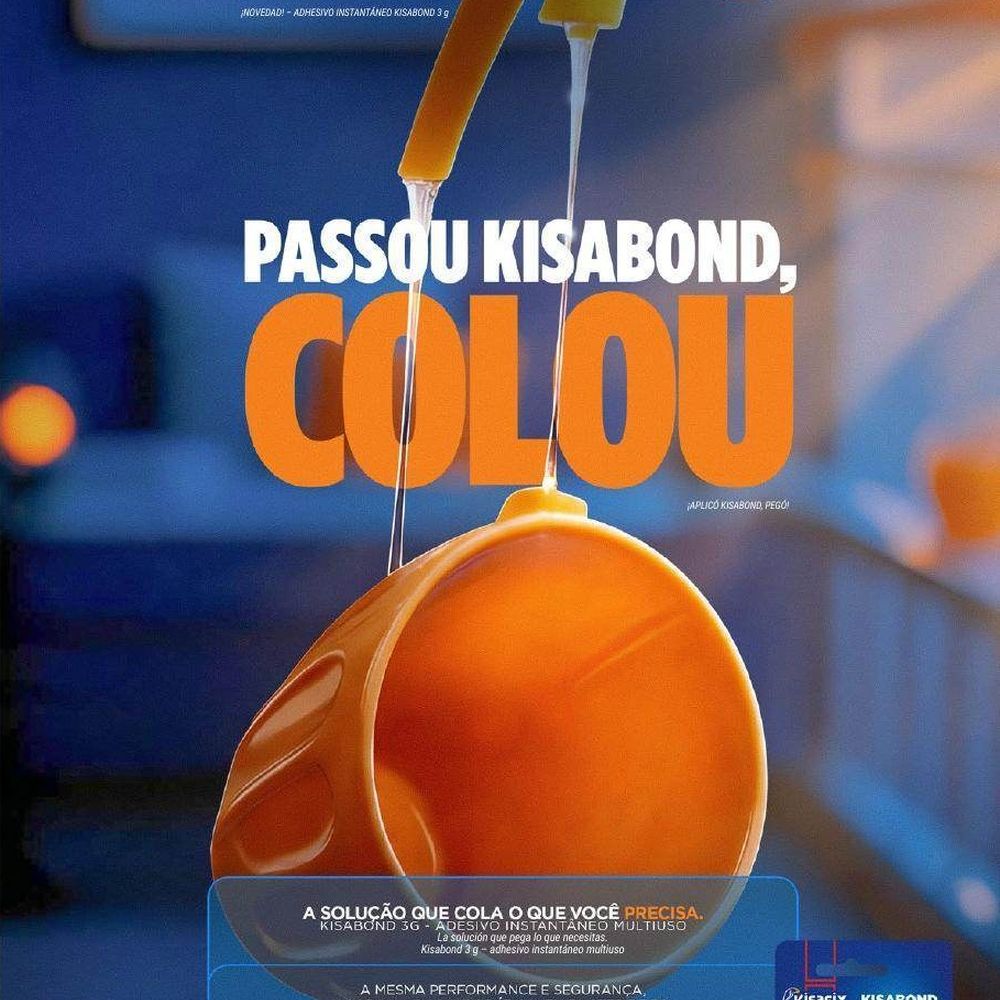 ¡NOVEDAD! – ADHESIVO INSTANTÁNEO KISABOND 3 g
PASSOU KISABOND,
COLOU
¡APLICÓ KISABOND, PEGÓ!
A SOLUÇÃO QUE COLA O QUE VOCÊ PRECISA.
KISABOND 3G - ADESIVO INSTANTÂNEO MULTIUSO
La solución que pega lo que necesitas.
Kisabond 3 g – adhesivo instantáneo multiuso
A MESMA PERFORMANCE E SEGURANÇA,
Kisafix KISABOND